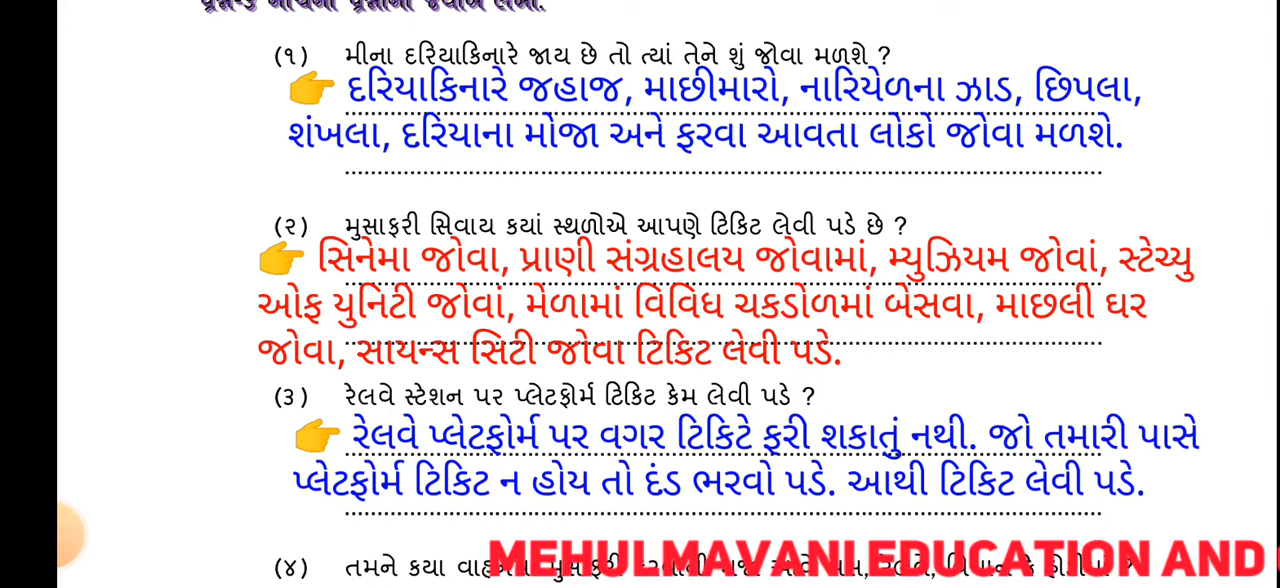 (૧) મીના દરિયાકિનારે જાય છે તો ત્યાં તેને શું જોવા મળશે ?
👉 દરિયાકિનારે જહાજ, માછીમારો, નારિયેળના ઝાડ, છિપલા,
શંખલા, દરિયાના મોજા અને ફરવા આવતા લોકો જોવા મળશે.
(૨) મુસાફરી સિવાય કયાં સ્થળોએ આપણે ટિકિટ લેવી પડે છે ?
👉 સિનેમા જોવા, પ્રાણી સંગ્રહાલય જોવામાં, મ્યુઝિયમ જોવાં, સ્ટેચ્યુ
ઓફ યુનિટી જોવાં, મેળામાં વિવિધ ચકડોળમાં બેસવા, માછલી ઘર
જોવા, સાયન્સ સિટી જોવા ટિકિટ લેવી પડે.
(૩) રેલવે સ્ટેશન પર પ્લેટફોર્મ ટિકિટ કેમ લેવી પડે ?
👉 રેલવે પ્લેટફોર્મ પર વગર ટિકિટે ફરી શકાતું નથી. જો તમારી પાસે
પ્લેટફોર્મ ટિકિટ ન હોય તો દંડ ભરવો પડે. આથી ટિકિટ લેવી પડે.
(૪) તમને કયા
MEHULMAVANI EDUCATION AND